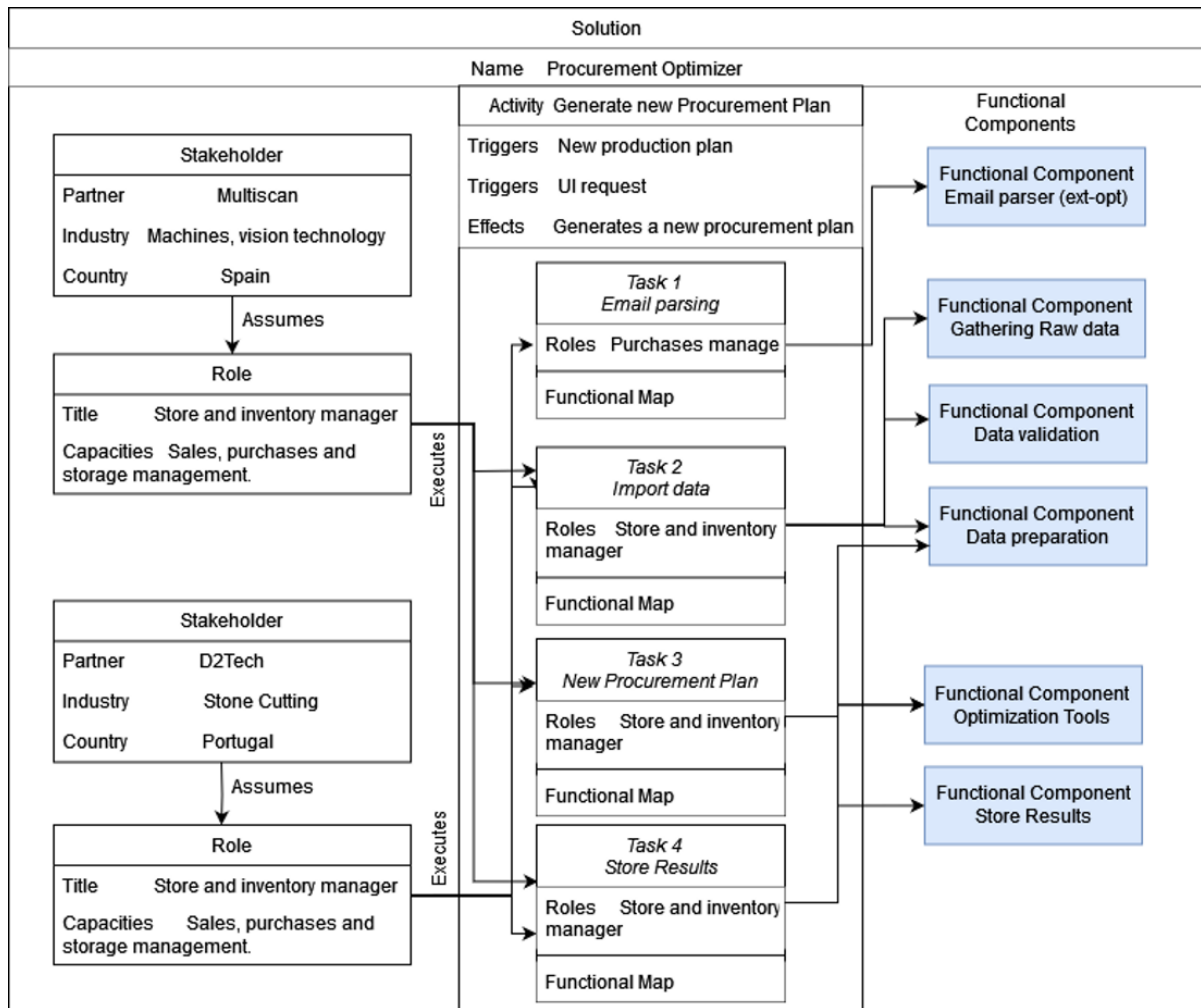 Solution
Name Procurement Optimizer
Stakeholder
Partner Multiscan
Industry Machines, vision technology
Country Spain
Assumes
Role
Title Store and inventory manager
Capacities Sales, purchases and
storage management.
Executes
Stakeholder
Partner D2Tech
Industry Stone Cutting
Country Portugal
Assumes
Role
Title Store and inventory manager
Capacities Sales, purchases and
storage management.
Executes
Activity Generate new Procurement Plan
Triggers New production plan
Triggers UI request
Effects Generates a new procurement plan
Task 1
Email parsing
Roles Purchases manage
Functional Map
Task 2
Import data
Roles Store and inventory
manager
Functional Map
Task 3
New Procurement Plan
Roles Store and inventory
manager
Functional Map
Task 4
Store Results
Roles Store and inventory
manager
Functional Map
Functional
Components
Functional Component
Email parser (ext-opt)
Functional Component
Gathering Raw data
Functional Component
Data validation
Functional Component
Data preparation
Functional Component
Optimization Tools
Functional Component
Store Results